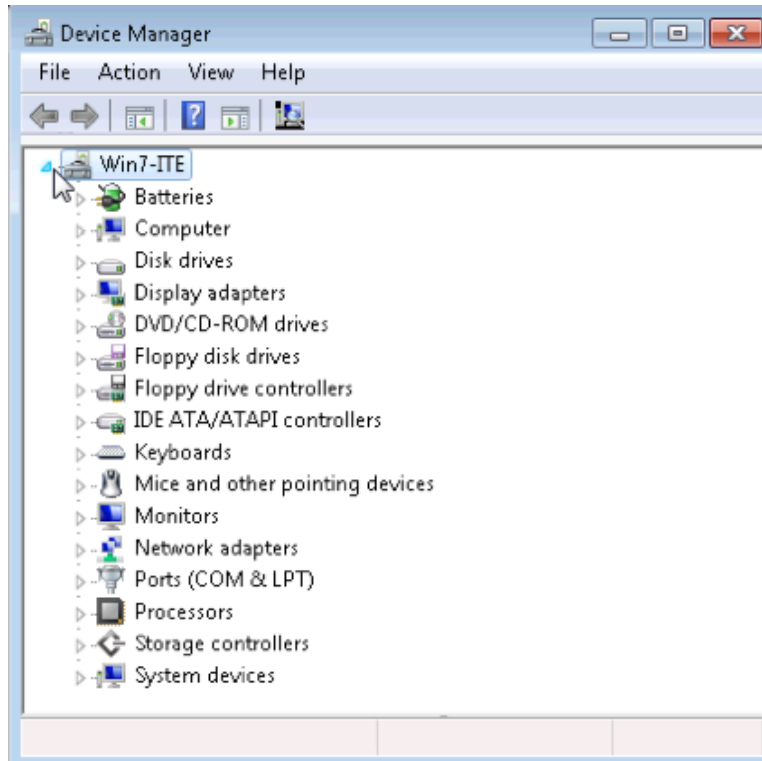 Device Manager
File Action View Help
Win7-ITE
Batteries
Computer
Disk drives
Display adapters
DVD/CD-ROM drives
Floppy disk drives
Floppy drive controllers
IDE ATA/ATAPI controllers
Keyboards
Mice and other pointing devices
Monitors
Network adapters
Ports (COM & LPT)
Processors
Storage controllers
System devices